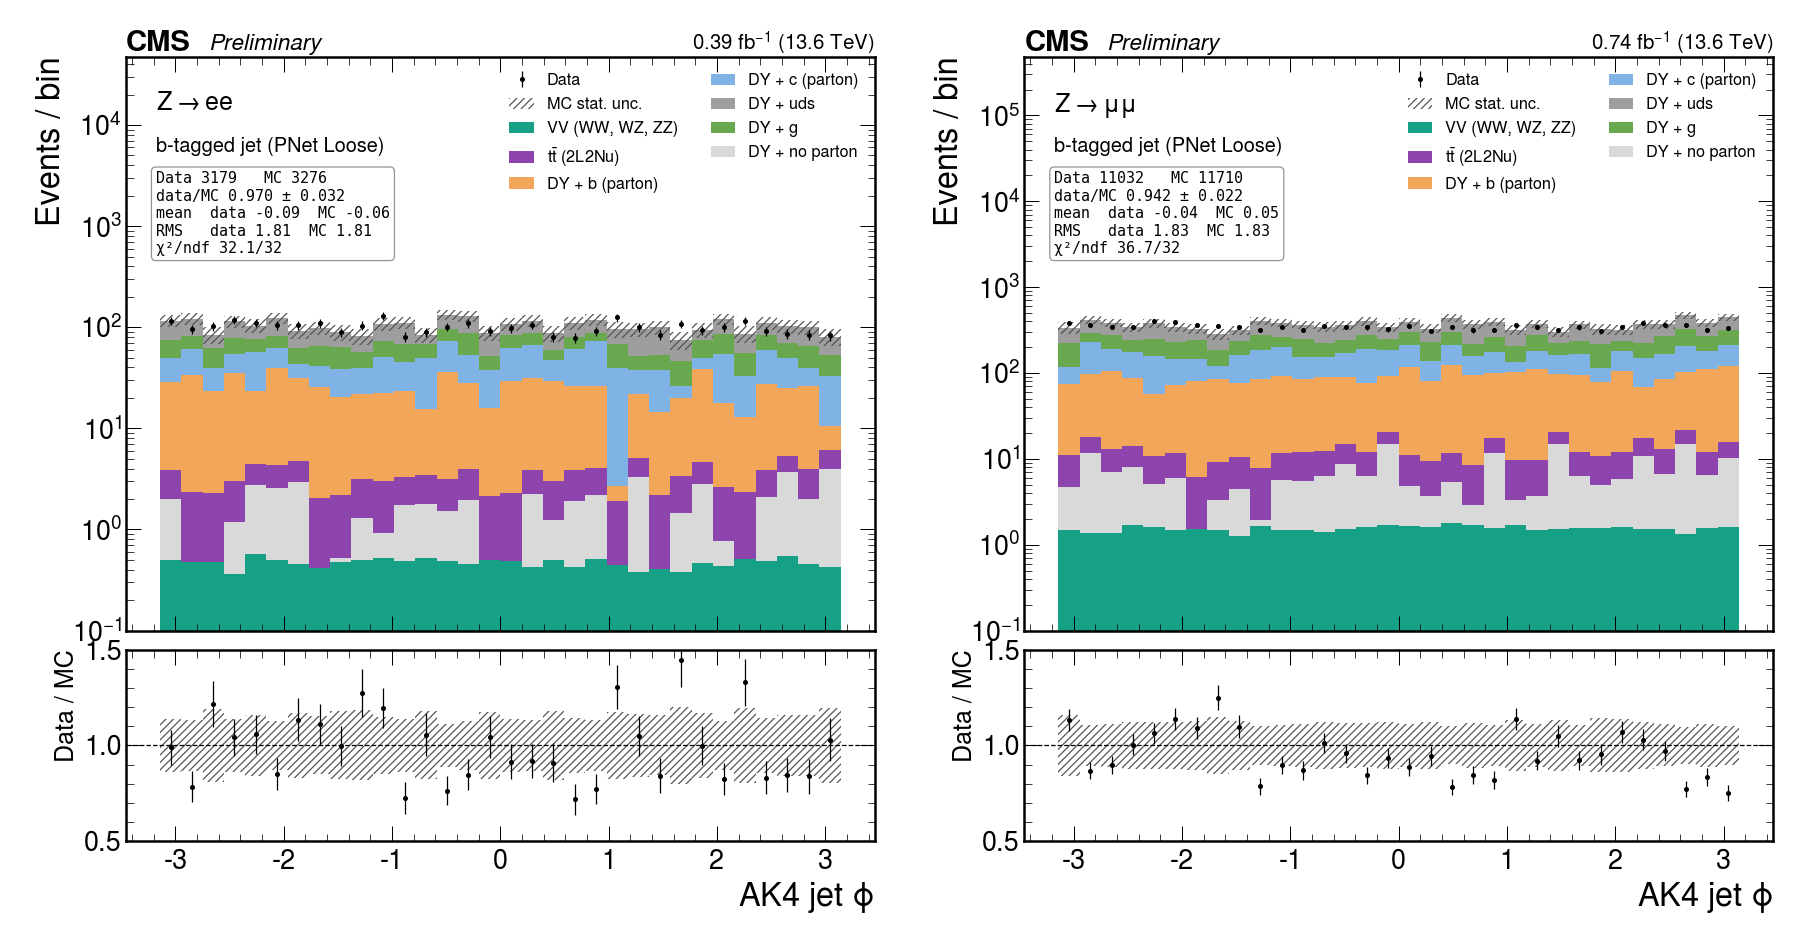 CMS Preliminary 0.39 fb⁻¹ (13.6 TeV)
Events / bin
Z → ee
b-tagged jet (PNet Loose)
Data 3179 MC 3276
data/MC 0.970 ± 0.032
mean data -0.09 MC -0.06
RMS data 1.81 MC 1.81
χ²/ndf 32.1/32
Data
MC stat. unc.
VV (WW, WZ, ZZ)
tt̄ (2L2Nu)
DY + b (parton)
DY + c (parton)
DY + uds
DY + g
DY + no parton
10⁴
10³
10²
10¹
10⁰
10⁻¹
Data / MC
1.5
1.0
0.5
-3 -2 -1 0 1 2 3
AK4 jet ϕ
CMS Preliminary 0.74 fb⁻¹ (13.6 TeV)
Events / bin
Z → μμ
b-tagged jet (PNet Loose)
Data 11032 MC 11710
data/MC 0.942 ± 0.022
mean data -0.04 MC 0.05
RMS data 1.83 MC 1.83
χ²/ndf 36.7/32
Data
MC stat. unc.
VV (WW, WZ, ZZ)
tt̄ (2L2Nu)
DY + b (parton)
DY + c (parton)
DY + uds
DY + g
DY + no parton
10⁵
10⁴
10³
10²
10¹
10⁰
10⁻¹
Data / MC
1.5
1.0
0.5
-3 -2 -1 0 1 2 3
AK4 jet ϕ